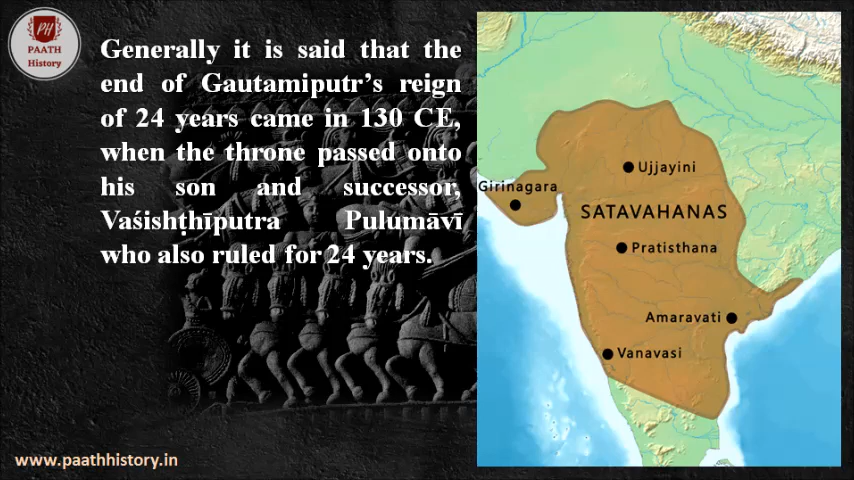 PH
PAATH
History
Generally it is said that the
end of Gautamiputr’s reign
of 24 years came in 130 CE,
when the throne passed onto
his son and successor,
Vaśishṭhīputra Pulumāvī
who also ruled for 24 years.
Ujjayini
Girinagara
SATAVAHANAS
Pratisthana
Amaravati
Vanavasi
www.paathhistory.in